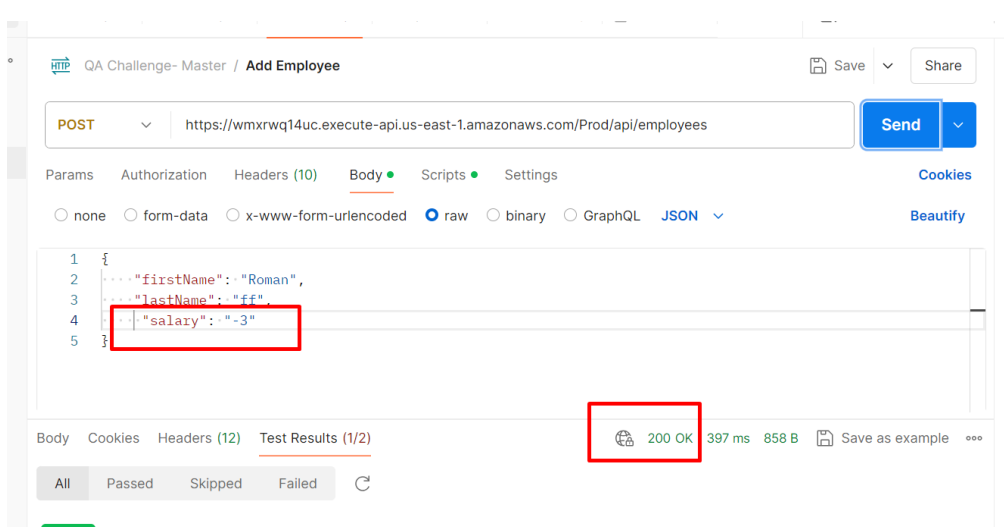 HTTP QA Challenge- Master / Add Employee Save Share
POST https://wmxrwq14uc.execute-api.us-east-1.amazonaws.com/Prod/api/employees Send
Params Authorization Headers (10) Body Scripts Settings Cookies
none form-data x-www-form-urlencoded raw binary GraphQL JSON Beautify
1 {
2 "firstName": "Roman",
3 "lastName": "ff",
4 "salary": "-3"
5 }
Body Cookies Headers (12) Test Results (1/2) 200 OK 397 ms 858 B Save as example
All Passed Skipped Failed